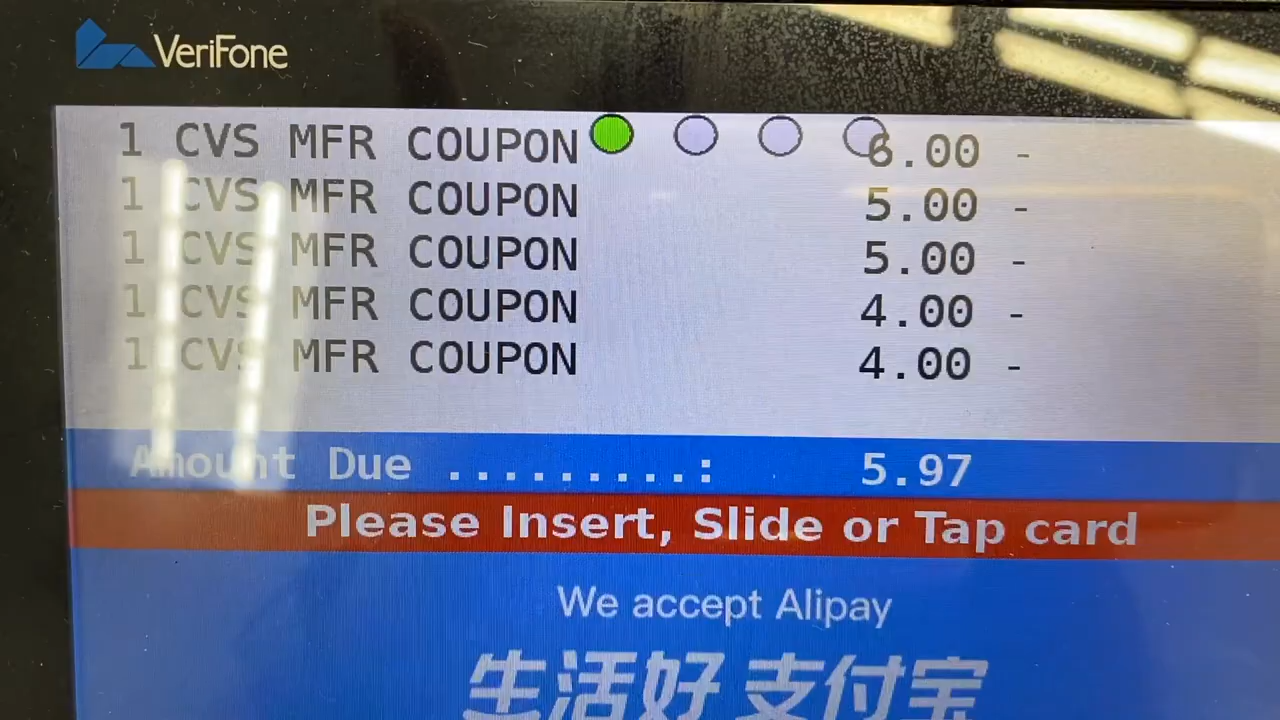 VeriFone
1 CVS MFR COUPON 6.00 -
1 CVS MFR COUPON 5.00 -
1 CVS MFR COUPON 5.00 -
1 CVS MFR COUPON 4.00 -
1 CVS MFR COUPON 4.00 -
Amount Due .........: 5.97
Please Insert, Slide or Tap card
We accept Alipay
生活好 支付宝